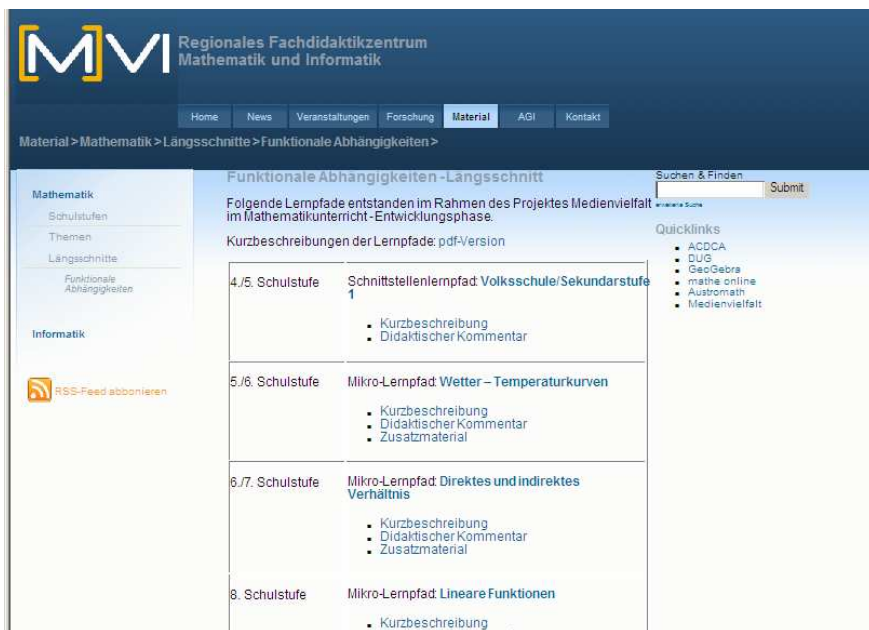 [M]VI
Regionales Fachdidaktikzentrum
Mathematik und Informatik
Home News Veranstaltungen Forschung Material AGI Kontakt
Material > Mathematik > Längsschnitte > Funktionale Abhängigkeiten >
Mathematik
Schulstufen
Themen
Längsschnitte
Funktionale
Abhängigkeiten
Informatik
RSS-Feed abbonieren
Funktionale Abhängigkeiten - Längsschnitt
Folgende Lernpfade entstanden im Rahmen des Projektes Medienvielfalt
im Mathematikunterricht - Entwicklungsphase.
Kurzbeschreibungen der Lernpfade: pdf-Version
4./5. Schulstufe
Schnittstellenlernpfad: Volksschule/Sekundarstufe
1
Kurzbeschreibung
Didaktischer Kommentar
5./6. Schulstufe
Mikro-Lernpfad: Wetter – Temperaturkurven
Kurzbeschreibung
Didaktischer Kommentar
Zusatzmaterial
6./7. Schulstufe
Mikro-Lernpfad: Direktes und indirektes
Verhältnis
Kurzbeschreibung
Didaktischer Kommentar
Zusatzmaterial
8. Schulstufe
Mikro-Lernpfad: Lineare Funktionen
Kurzbeschreibung
Suchen & Finden
Submit
erweiterte Suche
Quicklinks
ACDCA
DUG
GeoGebra
mathe online
Austromath
Medienvielfalt